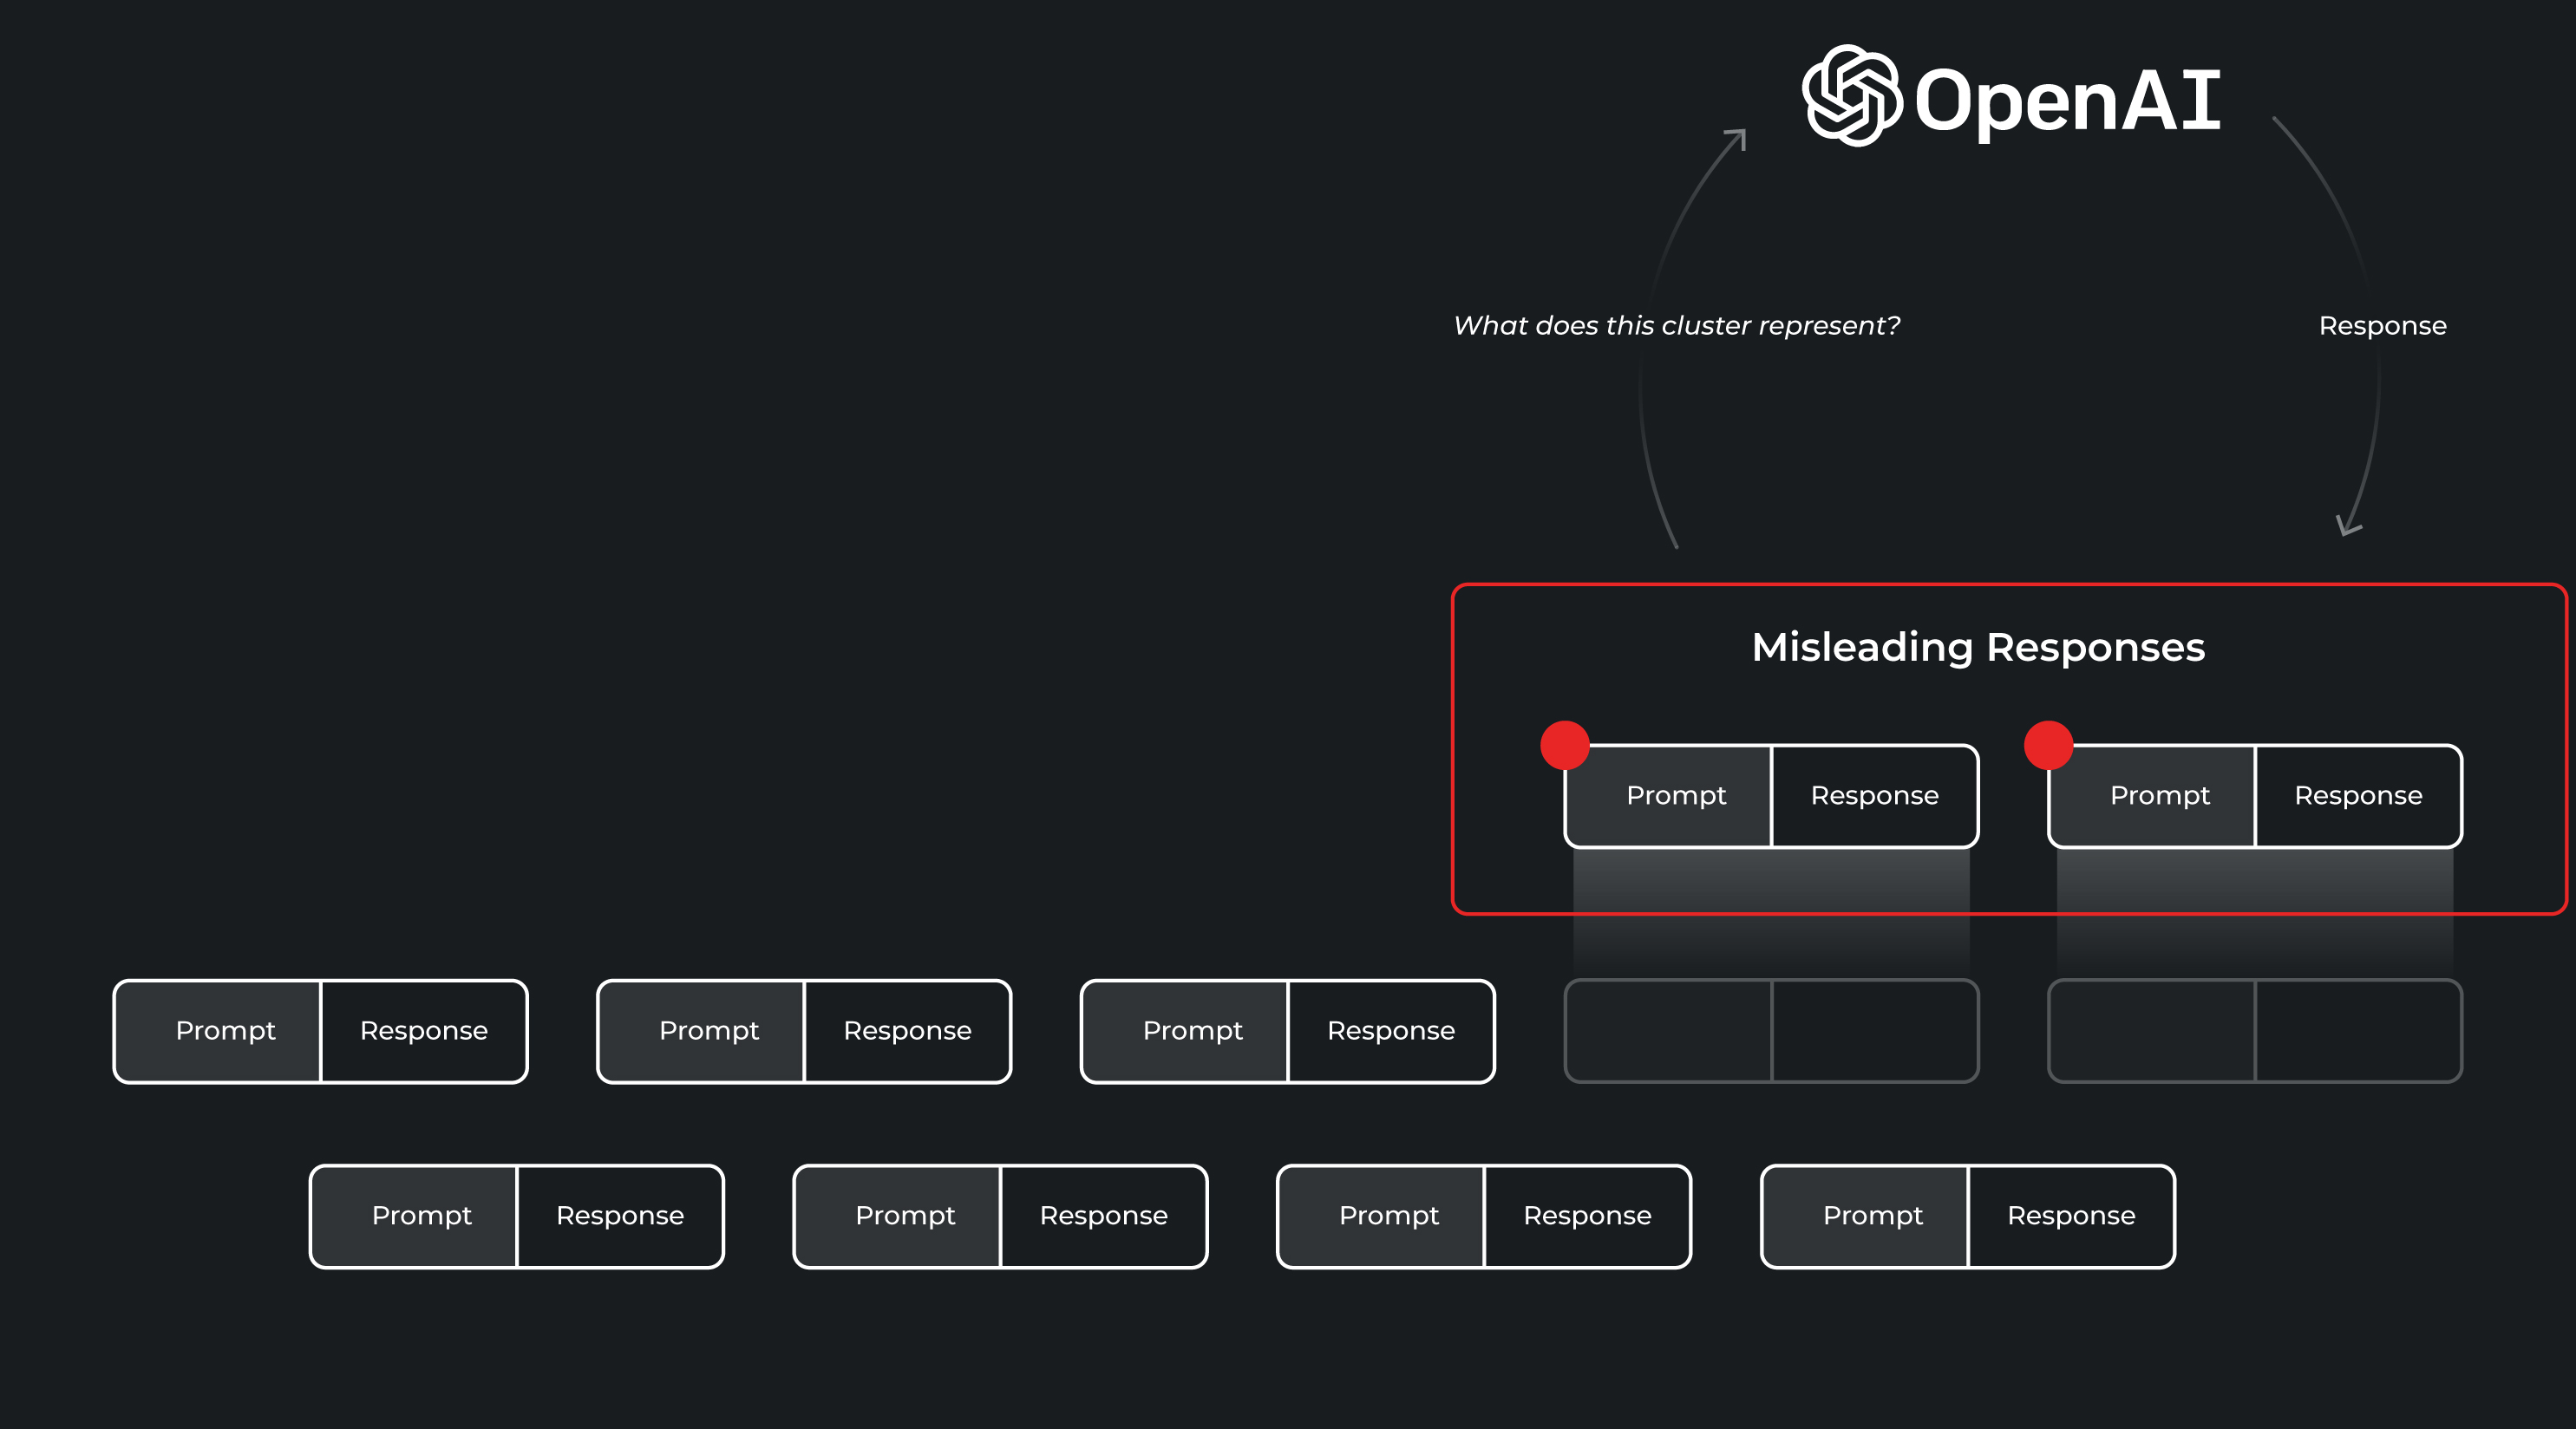 OpenAI
What does this cluster represent?
Response
Misleading Responses
Prompt Response Prompt Response
Prompt Response Prompt Response Prompt Response
Prompt Response Prompt Response Prompt Response Prompt Response